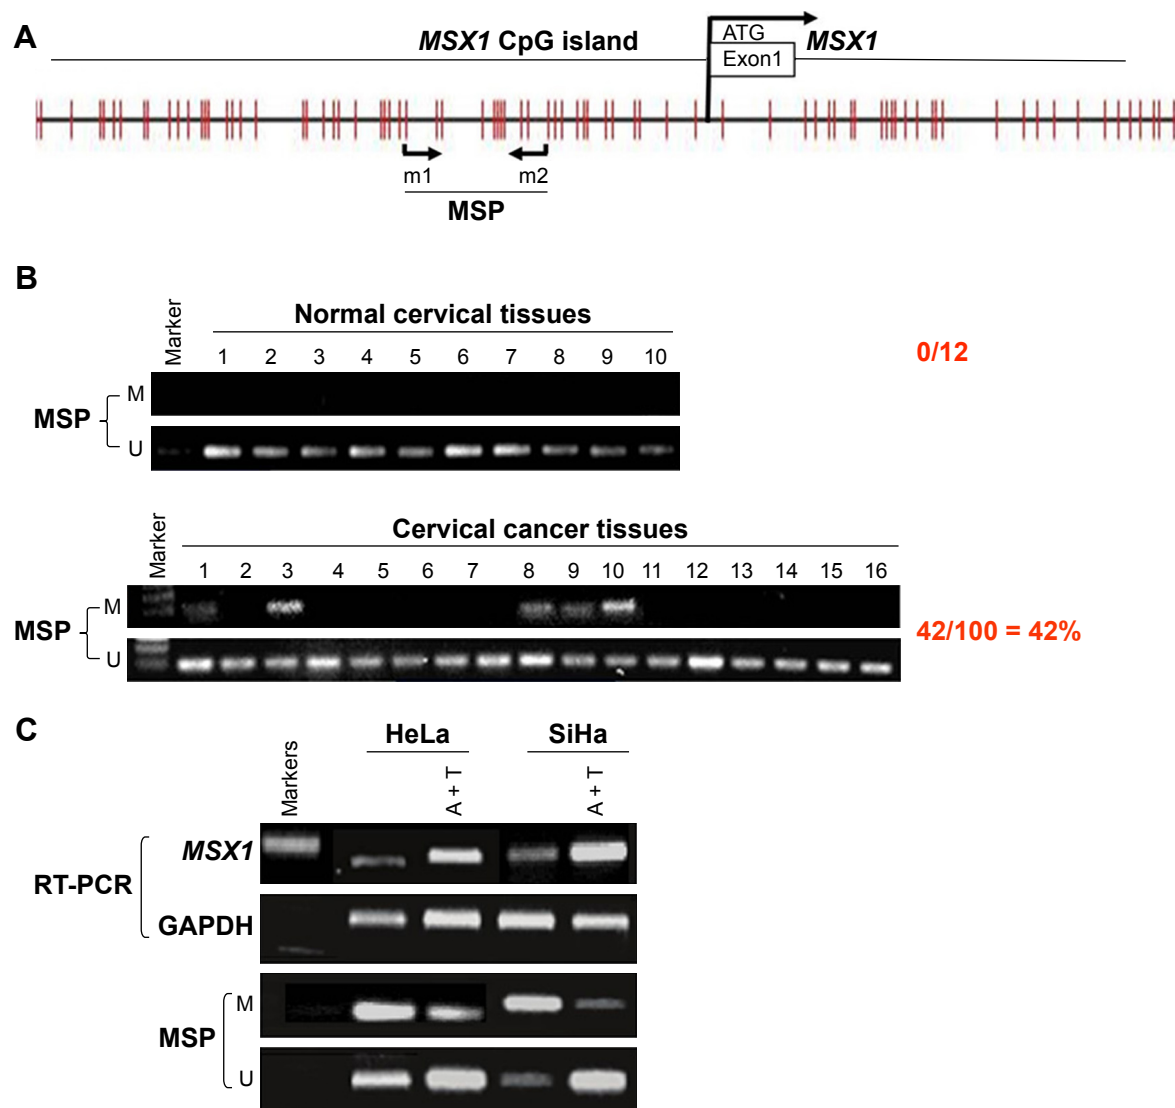 A
MSX1 CpG island
ATG
MSX1
Exon1
m1
m2
MSP
B
Marker
Normal cervical tissues
1 2 3 4 5 6 7 8 9 10
0/12
M
MSP
U
Marker
Cervical cancer tissues
1 2 3 4 5 6 7 8 9 10 11 12 13 14 15 16
M
MSP
42/100 = 42%
U
C
HeLa
SiHa
Markers
A + T
A + T
MSX1
RT-PCR
GAPDH
M
MSP
U